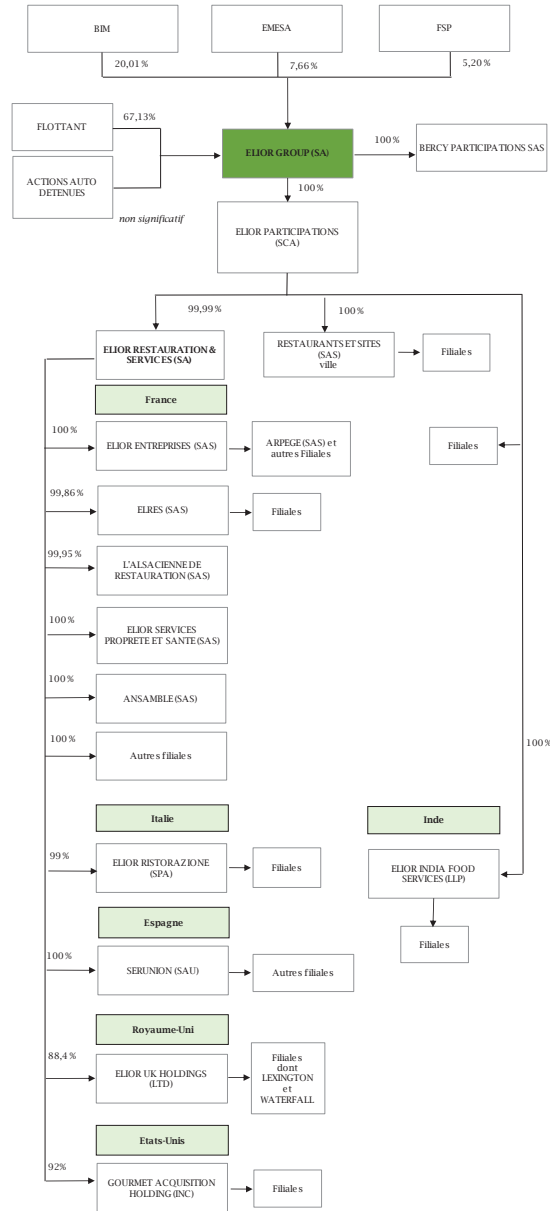 BIM
EMESA
FSP
20,01%
7,66%
5,20%
67,13%
FLOTTANT
ELIOR GROUP (SA)
100%
BERCY PARTICIPATIONS SAS
ACTIONS AUTO
DETENUES
100%
non significatif
ELIOR PARTICIPATIONS
(SCA)
99,99%
100%
ELIOR RESTAURATION &
SERVICES (SA)
RESTAURANTS ET SITES
(SAS)
ville
Filiales
France
100%
ELIOR ENTREPRISES (SAS)
ARPEGE (SAS) et
autres Filiales
Filiales
99,86%
ELRES (SAS)
Filiales
99,95%
L'ALSACIENNE DE
RESTAURATION (SAS)
100%
ELIOR SERVICES
PROPRETE ET SANTE (SAS)
100%
ANSAMBLE (SAS)
100%
Autres filiales
100%
Italie
Inde
99%
ELIOR RISTORAZIONE
(SPA)
Filiales
ELIOR INDIA FOOD
SERVICES (LLP)
Espagne
Filiales
100%
SERUNION (SAU)
Autres filiales
Royaume-Uni
88,4%
ELIOR UK HOLDINGS
(LTD)
Filiales
dont
LEXINGTON
et
WATERFALL
Etats-Unis
92%
GOURMET ACQUISITION
HOLDING (INC)
Filiales